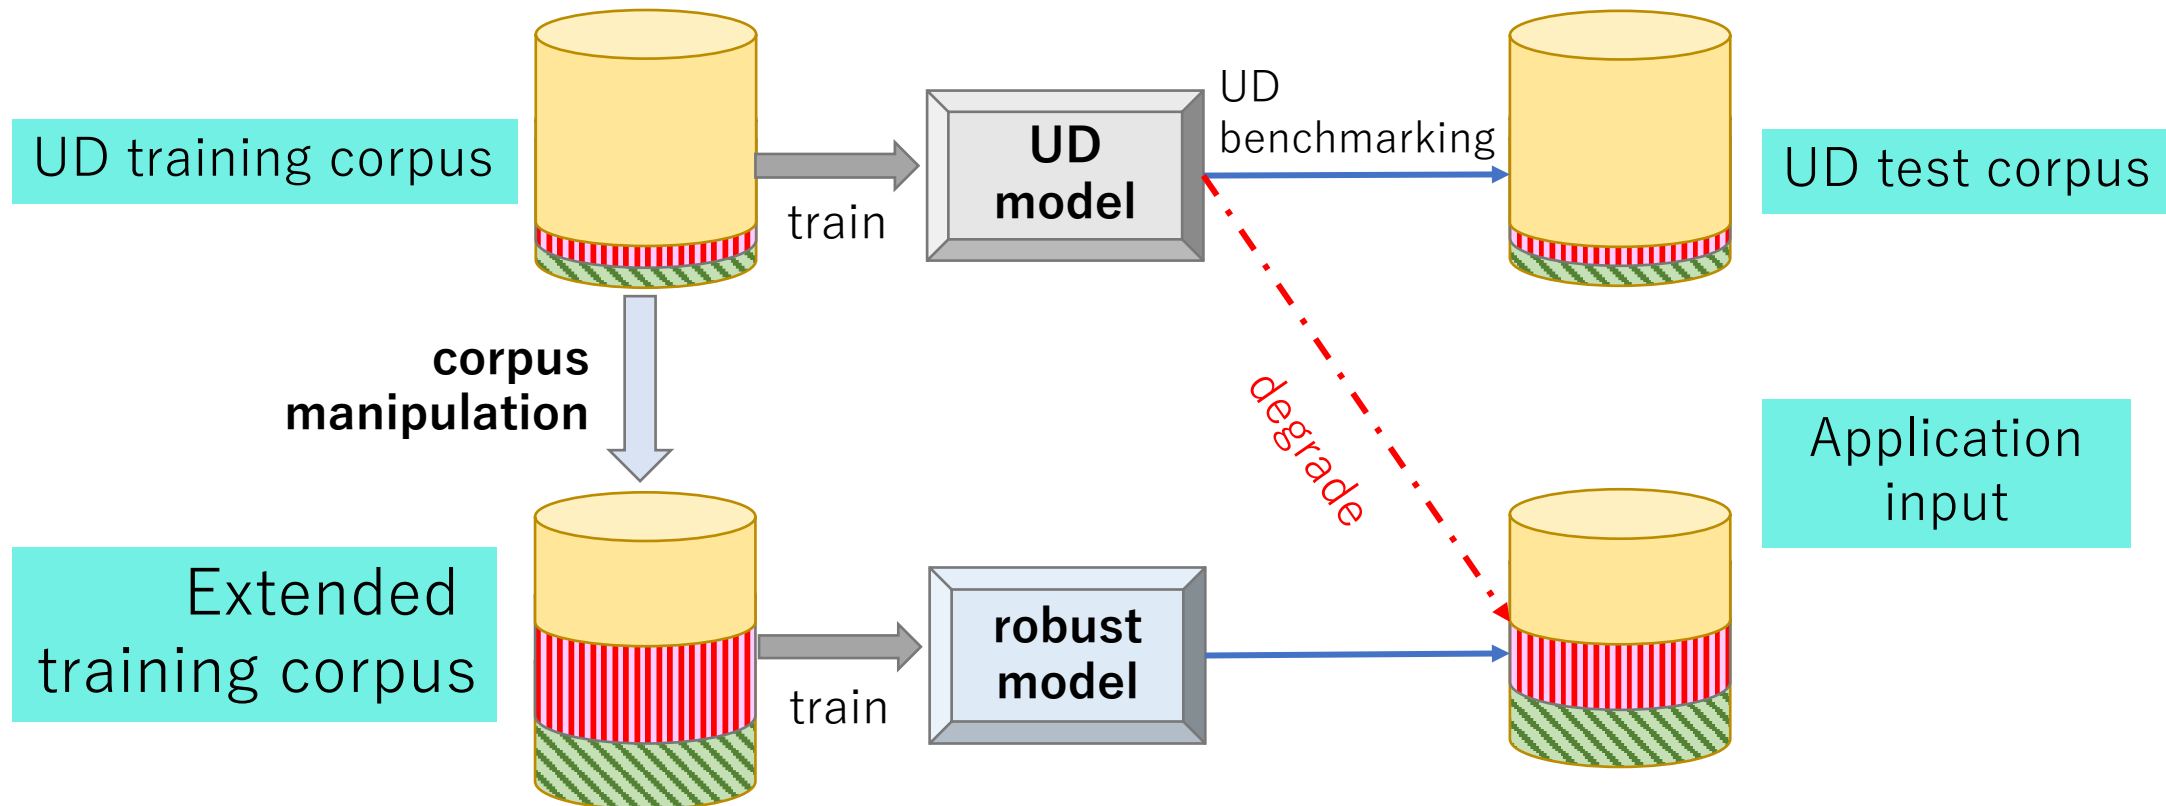 UD training corpus
train
UD
model
UD
benchmarking
UD test corpus
corpus
manipulation
degrade
Application
input
Extended
training corpus
train
robust
model